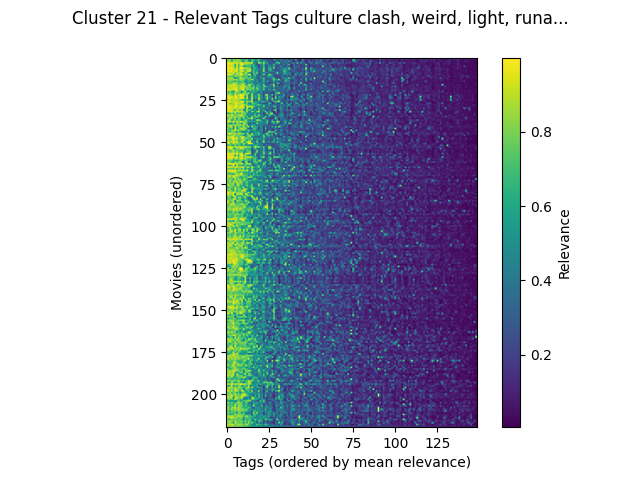 Cluster 21 - Relevant Tags culture clash, weird, light, runa...
0
25
50
75
100
125
150
175
200
Movies (unordered)
0 25 50 75 100 125
Tags (ordered by mean relevance)
0.8
0.6
0.4
0.2
Relevance